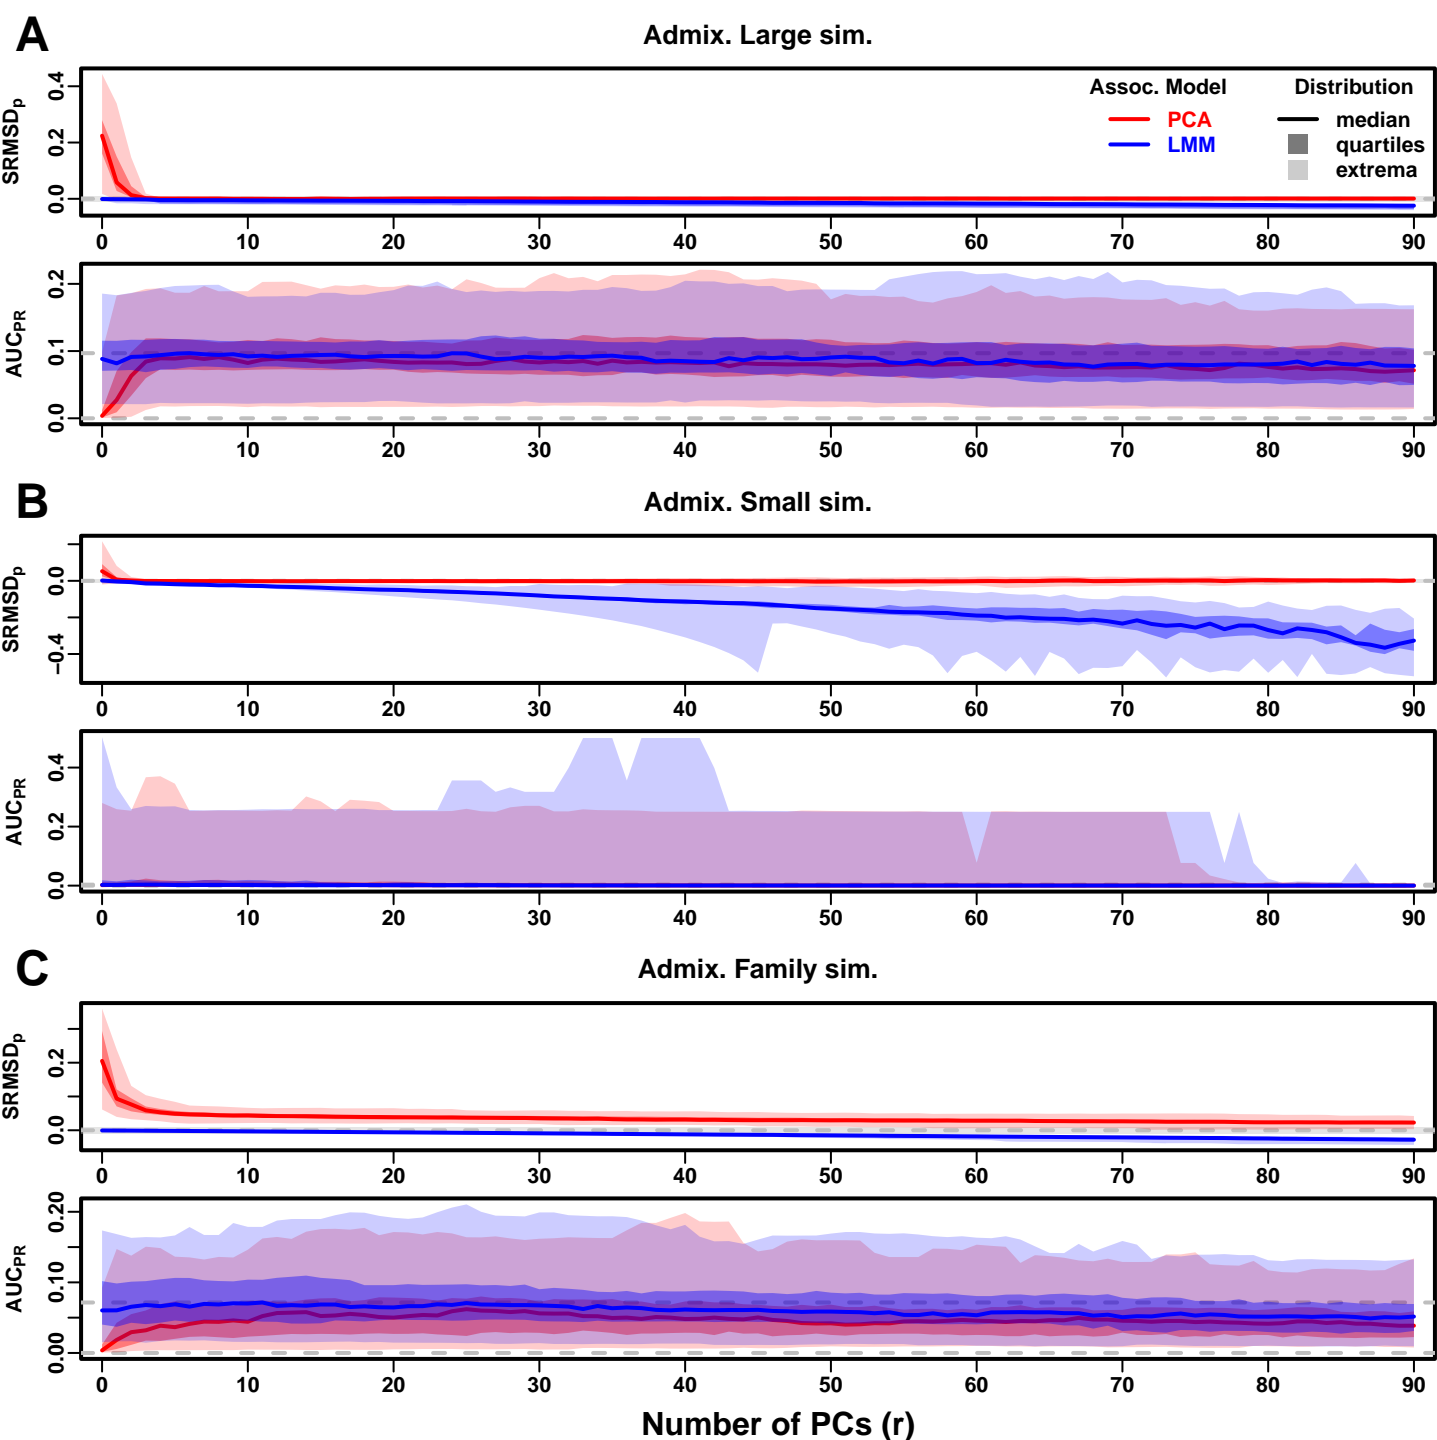 A
Admix. Large sim.
SRMSDp
0.0 0.2 0.4
Assoc. Model
PCA
LMM
Distribution
median
quartiles
extrema
0 10 20 30 40 50 60 70 80 90
AUCPR
0.0 0.1 0.2
0 10 20 30 40 50 60 70 80 90
B
Admix. Small sim.
SRMSDp
−0.4 0.0
0 10 20 30 40 50 60 70 80 90
AUCPR
0.0 0.2 0.4
0 10 20 30 40 50 60 70 80 90
C
Admix. Family sim.
SRMSDp
0.0 0.2
0 10 20 30 40 50 60 70 80 90
AUCPR
0.00 0.10 0.20
0 10 20 30 40 50 60 70 80 90
Number of PCs (r)